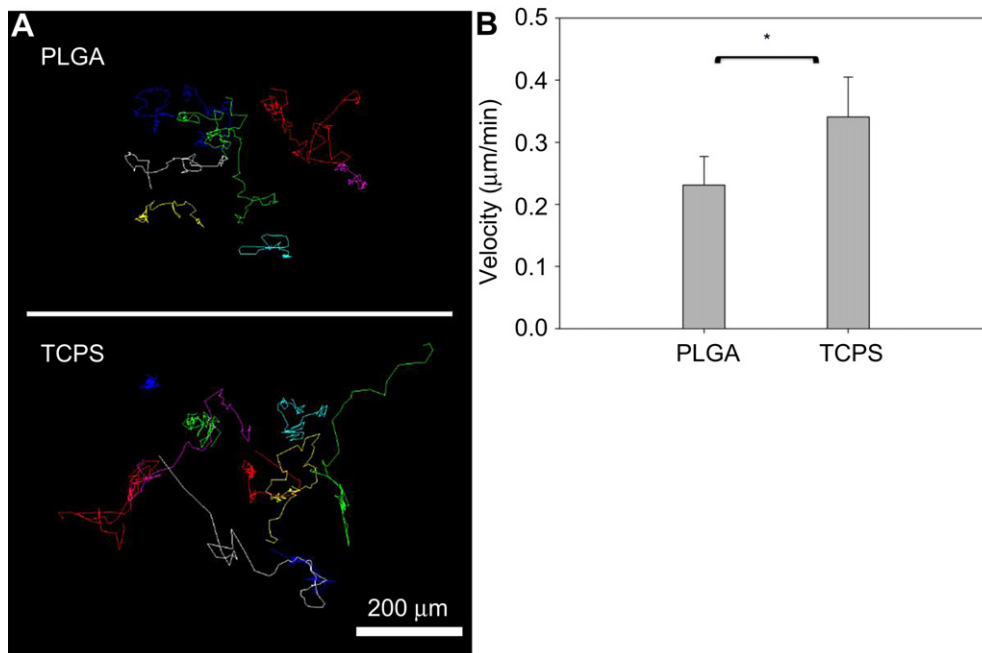 A
PLGA
TCPS
200 μm
B
*
Velocity (μm/min)
0.5
0.4
0.3
0.2
0.1
0.0
PLGA TCPS